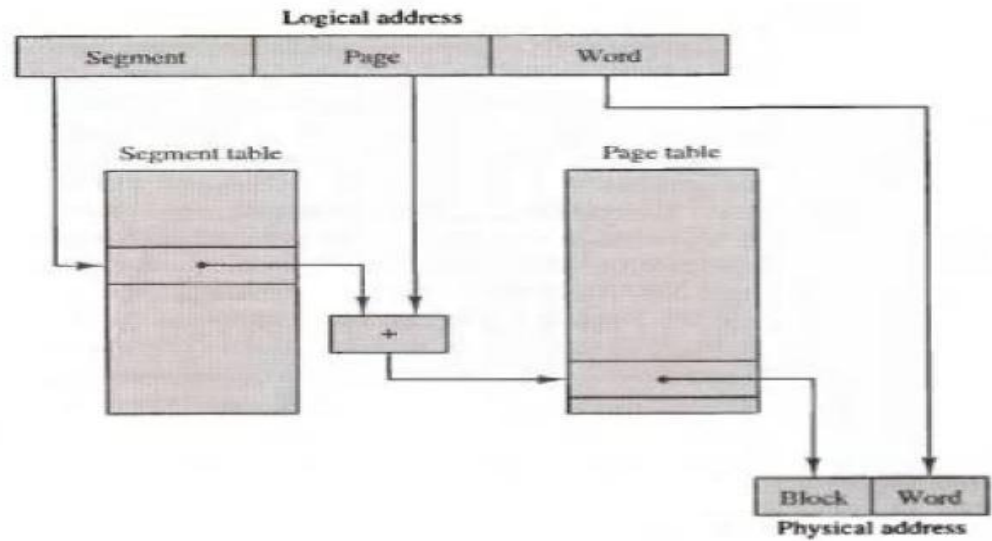 Logical address
Segment Page Word
Segment table Page table
+
Block Word
Physical address